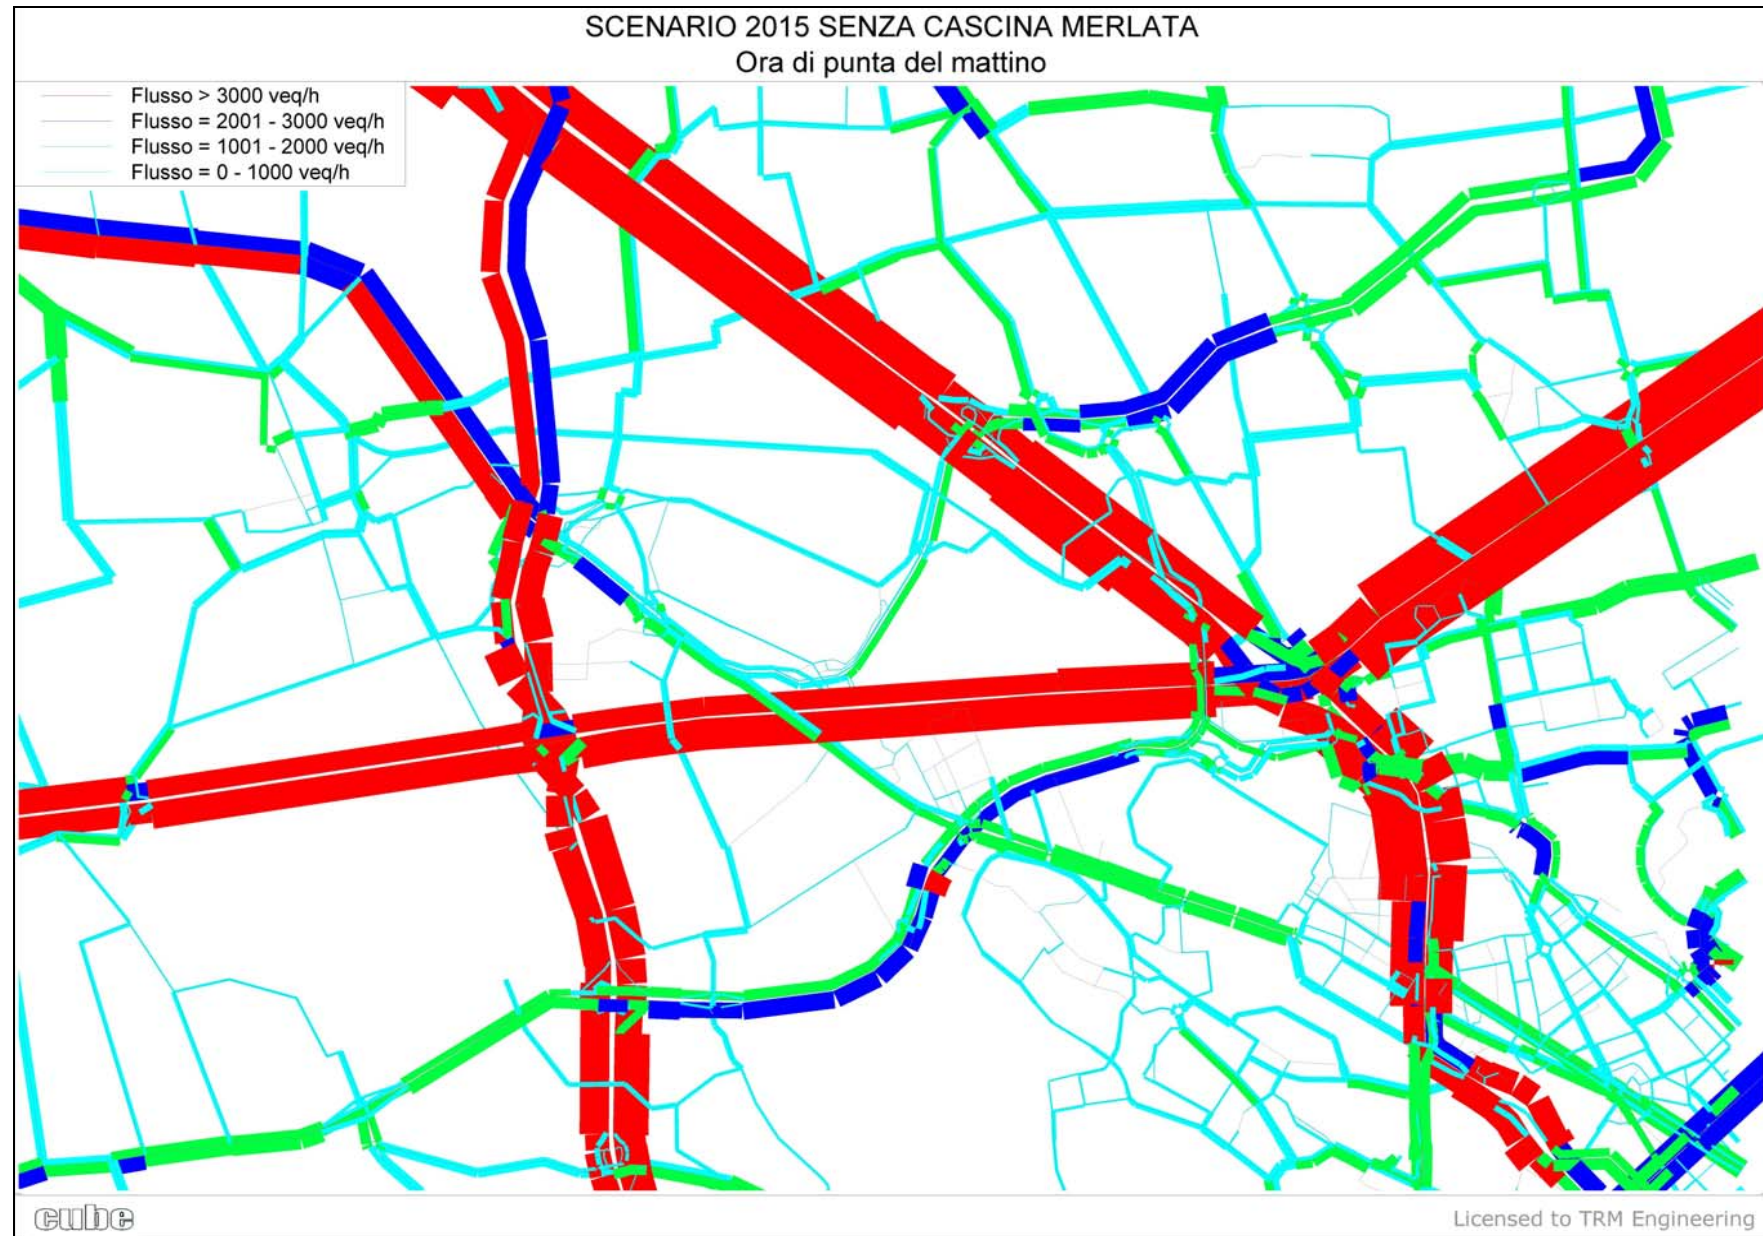 SCENARIO 2015 SENZA CASCINA MERLATA
Ora di punta del mattino
Flusso > 3000 veq/h
Flusso = 2001 - 3000 veq/h
Flusso = 1001 - 2000 veq/h
Flusso = 0 - 1000 veq/h
cube
Licensed to TRM Engineering